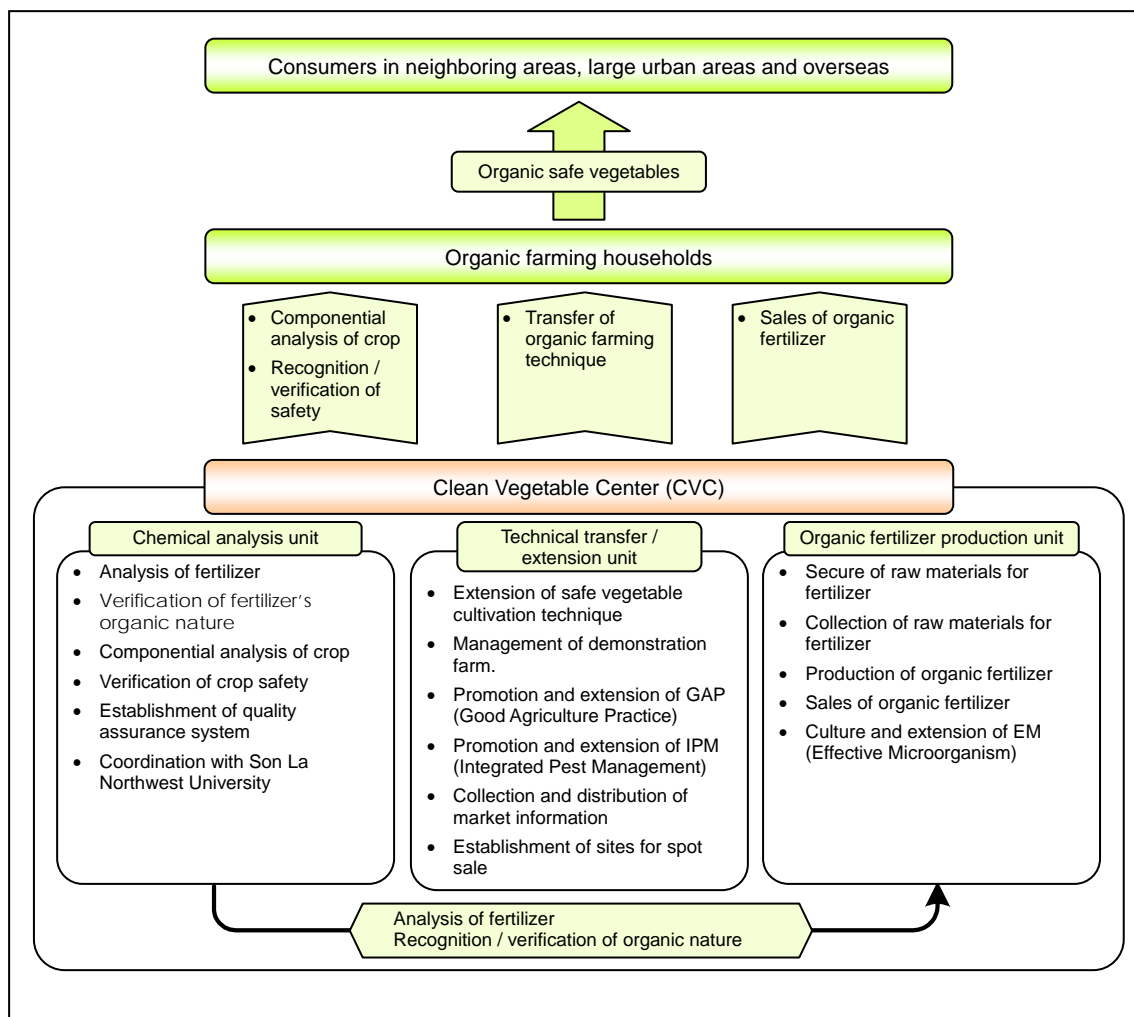 Consumers in neighboring areas, large urban areas and overseas
Organic safe vegetables
Organic farming households
• Componential
analysis of crop
• Recognition /
verification of
safety
• Transfer of
organic farming
technique
• Sales of organic
fertilizer
Clean Vegetable Center (CVC)
Chemical analysis unit
• Analysis of fertilizer
• Verification of fertilizer's
organic nature
• Componential analysis of crop
• Verification of crop safety
• Establishment of quality
assurance system
• Coordination with Son La
Northwest University
Technical transfer /
extension unit
• Extension of safe vegetable
cultivation technique
• Management of demonstration
farm.
• Promotion and extension of GAP
(Good Agriculture Practice)
• Promotion and extension of IPM
(Integrated Pest Management)
• Collection and distribution of
market information
• Establishment of sites for spot
sale
Organic fertilizer production unit
• Secure of raw materials for
fertilizer
• Collection of raw materials for
fertilizer
• Production of organic fertilizer
• Sales of organic fertilizer
• Culture and extension of EM
(Effective Microorganism)
Analysis of fertilizer
Recognition / verification of organic nature